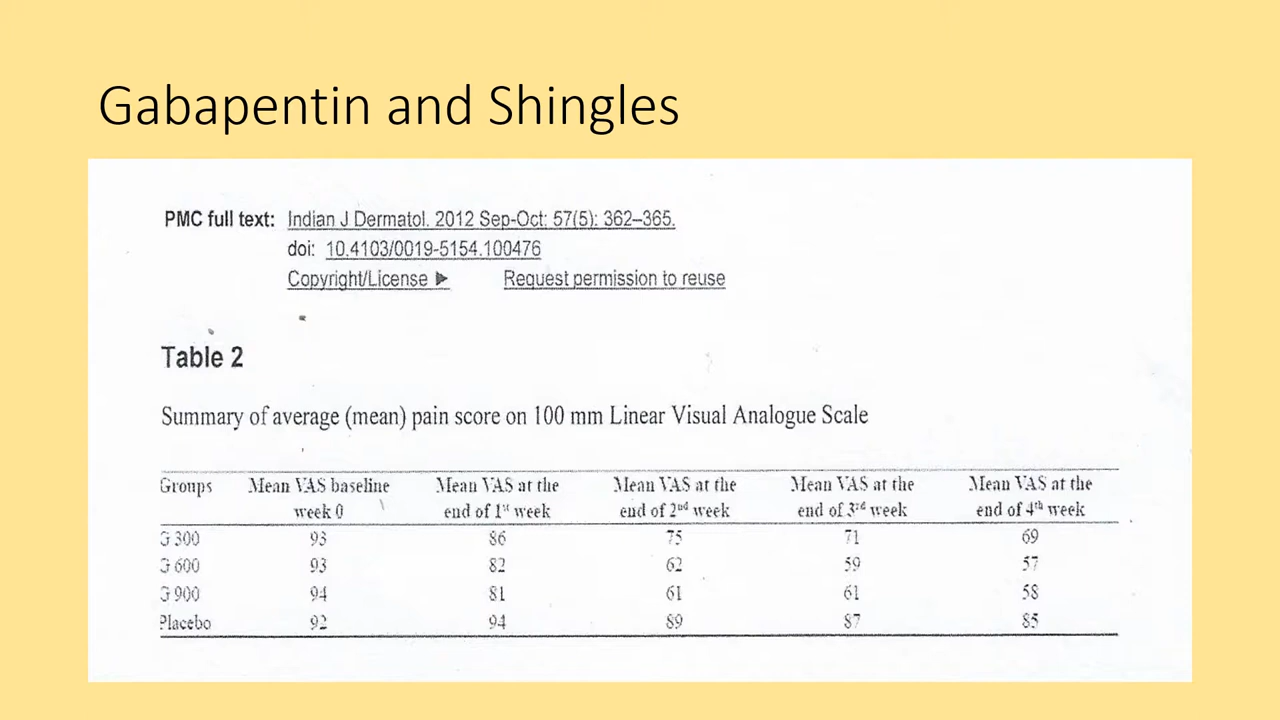 Gabapentin and Shingles
PMC full text: Indian J Dermatol. 2012 Sep-Oct; 57(5): 362–365.
doi: 10.4103/0019-5154.100476
Copyright/License ▶ Request permission to reuse
Table 2
Summary of average (mean) pain score on 100 mm Linear Visual Analogue Scale
Groups Mean VAS baseline week 0 Mean VAS at the end of 1st week Mean VAS at the end of 2nd week Mean VAS at the end of 3rd week Mean VAS at the end of 4th week
G 300 93 86 75 71 69
G 600 93 82 62 59 57
G 900 94 81 61 61 58
Placebo 92 94 89 87 85